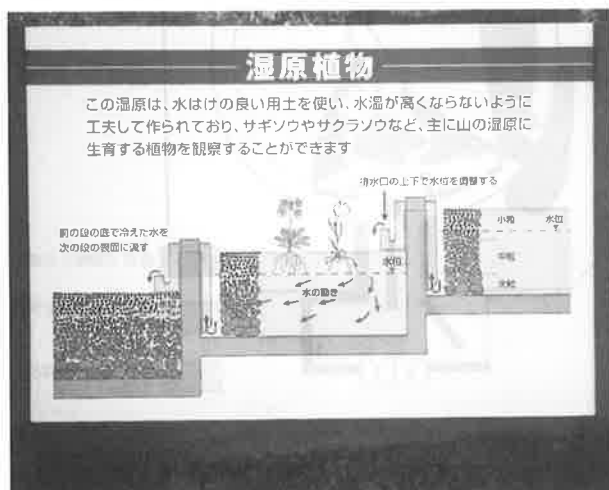 湿原植物
この湿原は、水はけの良い用土を使い、水温が高くならないように
工夫して作られており、サギソウやサクラソウなど、主に山の湿原に
生育する植物を観察することができます
排水口の上下で水位を調整する
前の段の底で冷えた水を
次の段の表面に流す
小粒
水位
中粒
水位
大粒
水の動き